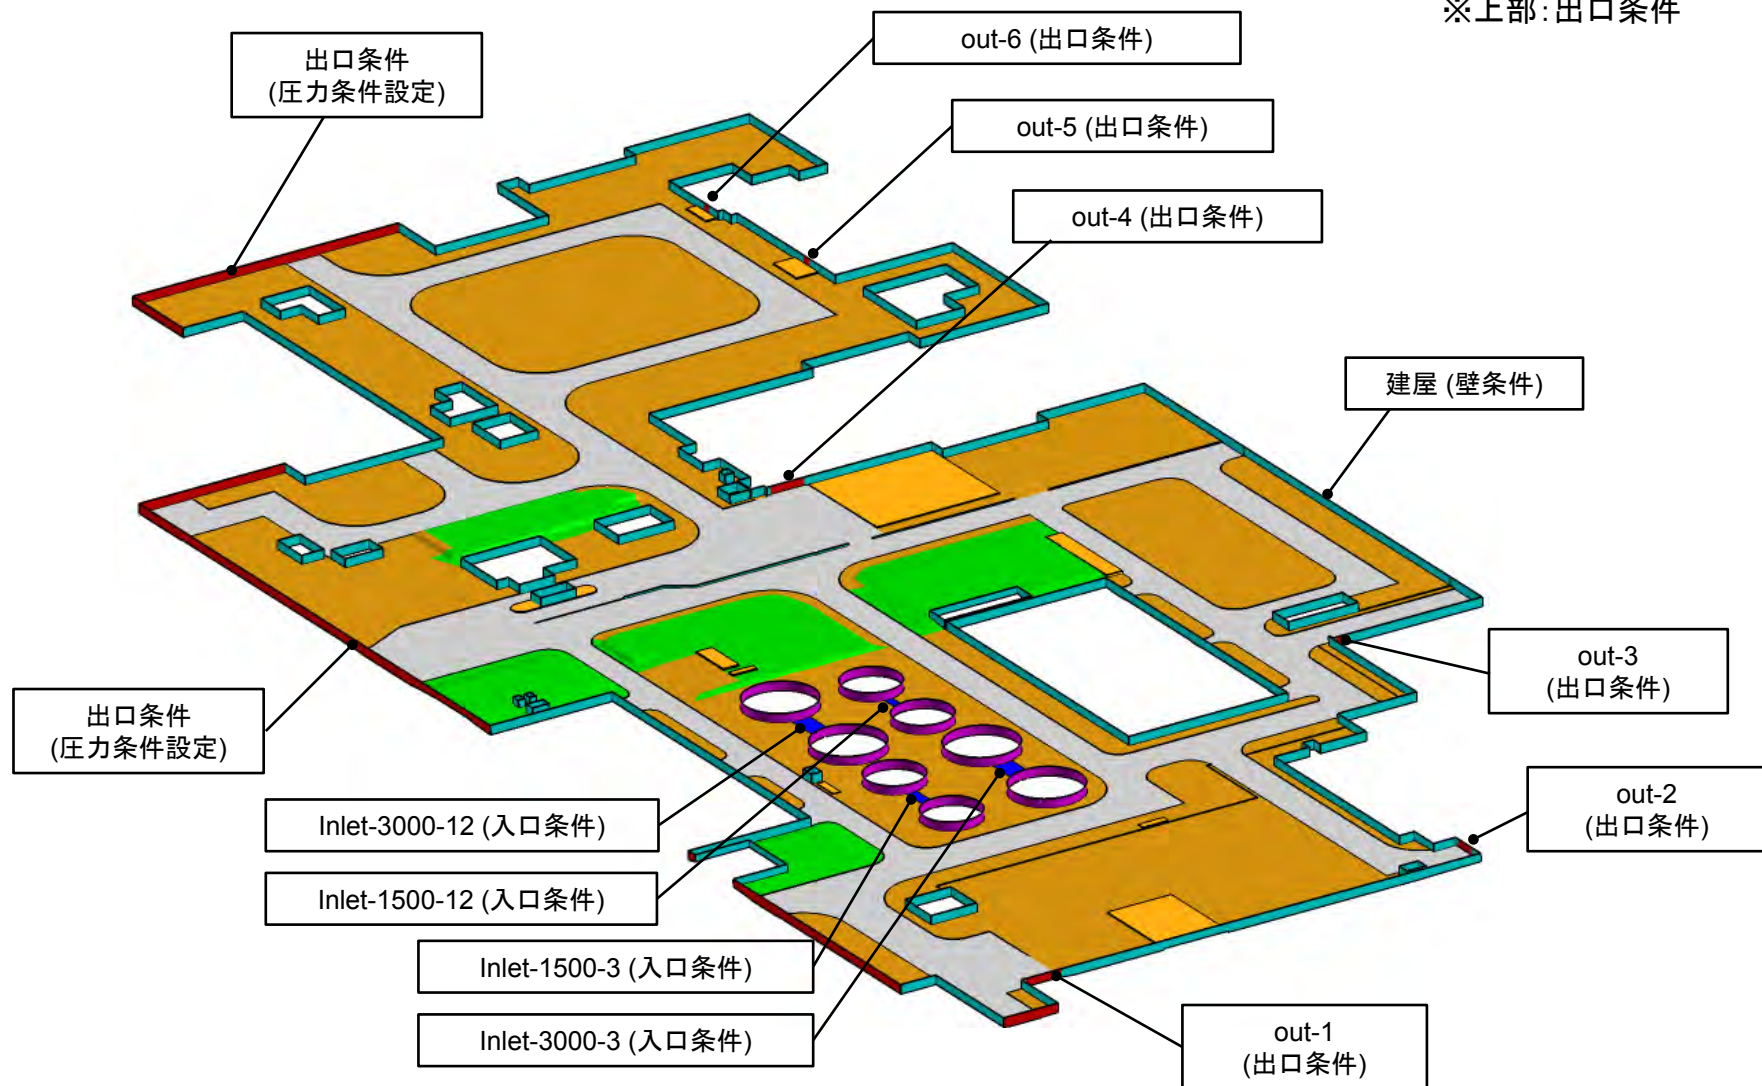 ※上部：出口条件
出口条件
(圧力条件設定)
out-6 (出口条件)
out-5 (出口条件)
out-4 (出口条件)
建屋 (壁条件)
out-3
(出口条件)
出口条件
(圧力条件設定)
out-2
(出口条件)
Inlet-3000-12 (入口条件)
Inlet-1500-12 (入口条件)
Inlet-1500-3 (入口条件)
Inlet-3000-3 (入口条件)
out-1
(出口条件)